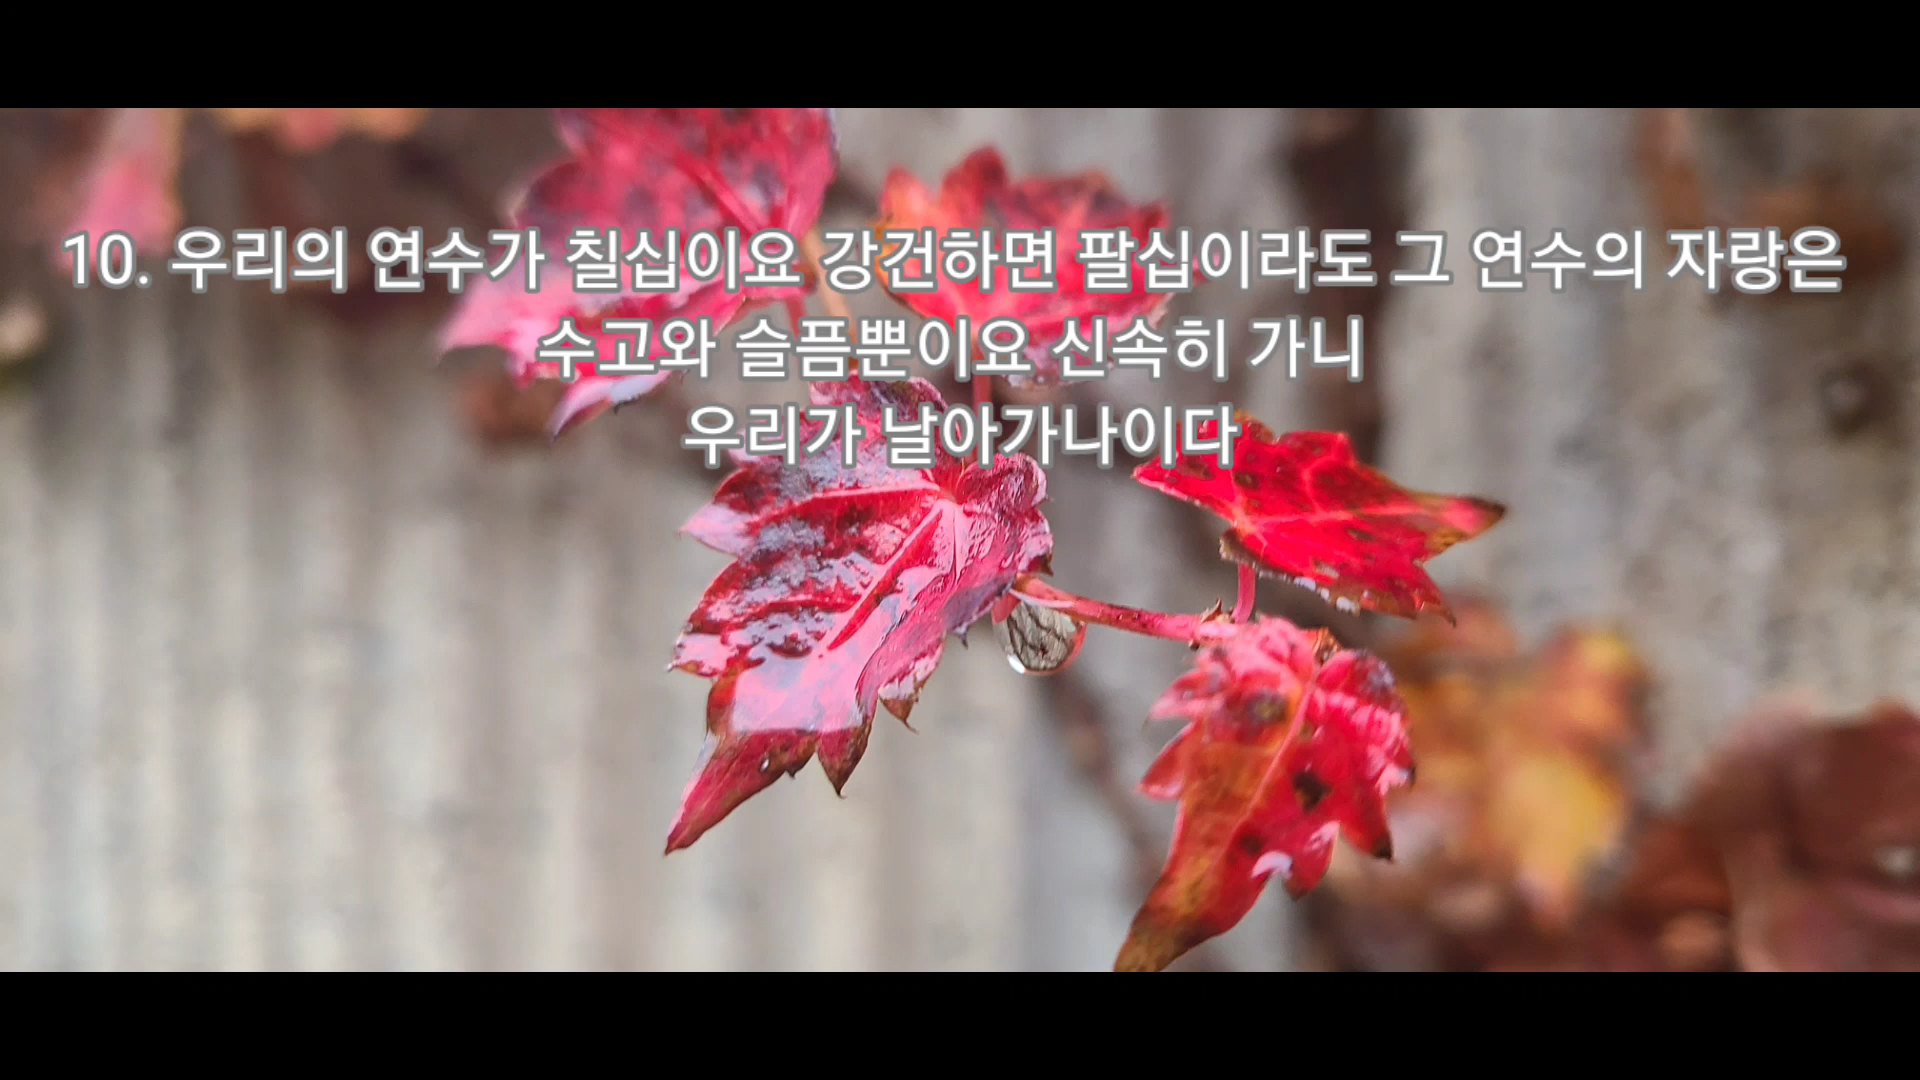 10. 우리의 연수가 칠십이요 강건하면 팔십이라도 그 연수의 자랑은
수고와 슬픔뿐이요 신속히 가니
우리가 날아가나이다